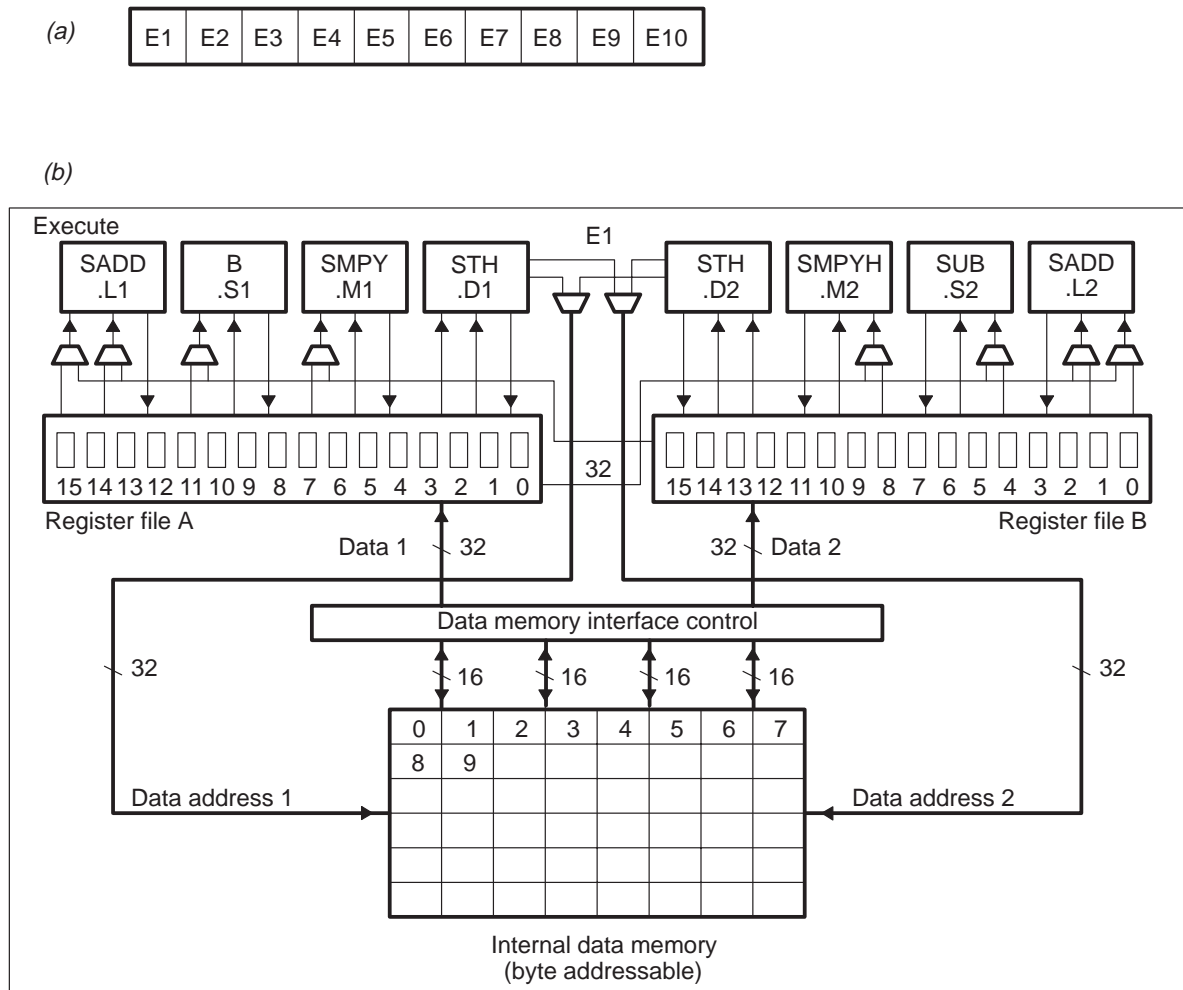 (a)
E1 E2 E3 E4 E5 E6 E7 E8 E9 E10
(b)
Execute
E1
SADD
.L1
B
.S1
SMPY
.M1
STH
.D1
STH
.D2
SMPYH
.M2
SUB
.S2
SADD
.L2
15 14 13 12 11 10 9 8 7 6 5 4 3 2 1 0
32
15 14 13 12 11 10 9 8 7 6 5 4 3 2 1 0
Register file A
Register file B
Data 1
32
32
Data 2
Data memory interface control
32
16
16
16
16
32
0 1 2 3 4 5 6 7
8 9
Data address 1
Data address 2
Internal data memory
(byte addressable)